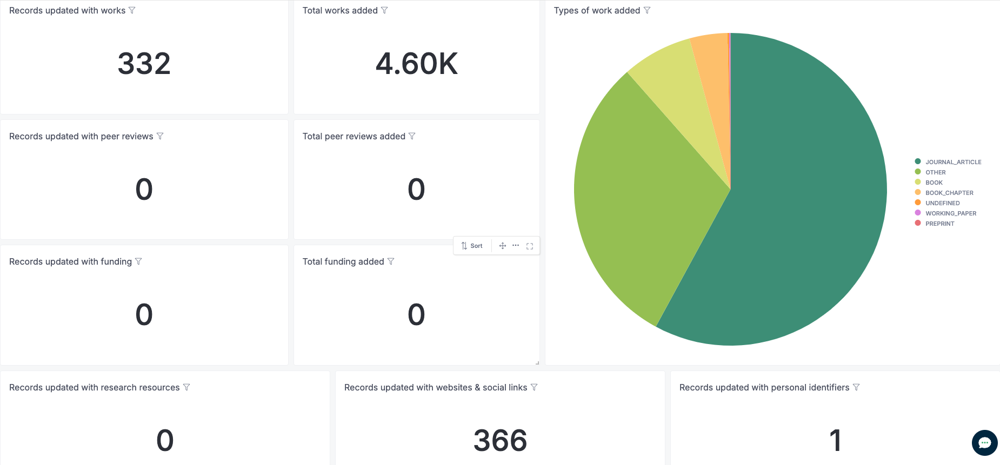 Records updated with works
332
Total works added
4.60K
Types of work added
JOURNAL_ARTICLE
OTHER
BOOK
BOOK_CHAPTER
UNDEFINED
WORKING_PAPER
PREPRINT
Records updated with peer reviews
0
Total peer reviews added
0
Sort
Records updated with funding
0
Total funding added
0
Records updated with research resources
0
Records updated with websites & social links
366
Records updated with personal identifiers
1